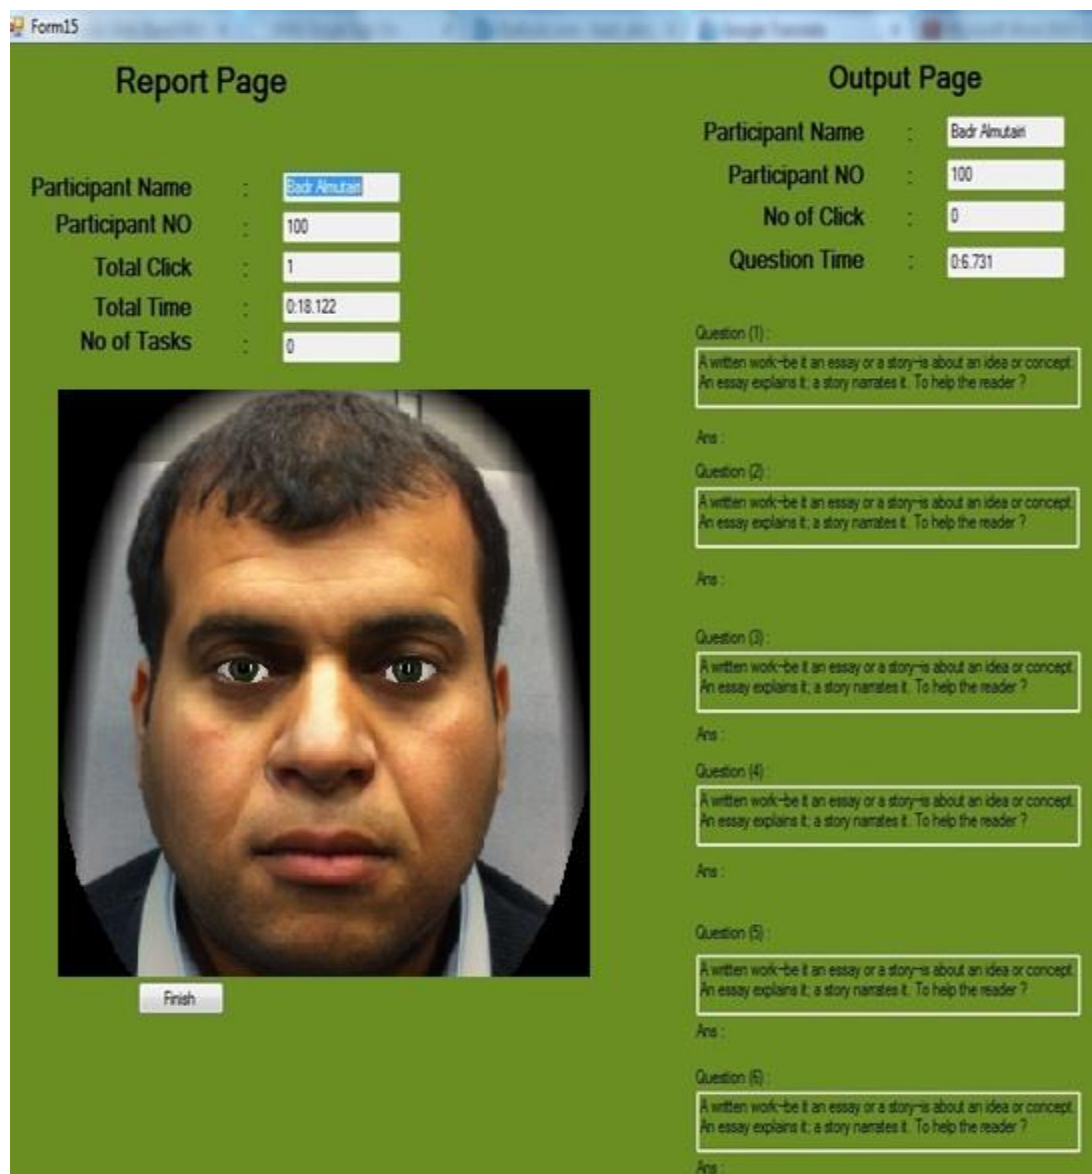 Form15
Report Page
Participant Name : Badr Almutairi
Participant NO : 100
Total Click : 1
Total Time : 0:18.122
No of Tasks : 0
Finish
Output Page
Participant Name : Badr Almutairi
Participant NO : 100
No of Click : 0
Question Time : 0:6.731
Question (1) :
A written work-be it an essay or a story-is about an idea or concept.
An essay explains it; a story narrates it. To help the reader ?
Ans :
Question (2) :
A written work-be it an essay or a story-is about an idea or concept.
An essay explains it; a story narrates it. To help the reader ?
Ans :
Question (3) :
A written work-be it an essay or a story-is about an idea or concept.
An essay explains it; a story narrates it. To help the reader ?
Ans :
Question (4) :
A written work-be it an essay or a story-is about an idea or concept.
An essay explains it; a story narrates it. To help the reader ?
Ans :
Question (5) :
A written work-be it an essay or a story-is about an idea or concept.
An essay explains it; a story narrates it. To help the reader ?
Ans :
Question (6) :
A written work-be it an essay or a story-is about an idea or concept.
An essay explains it; a story narrates it. To help the reader ?
Ans :